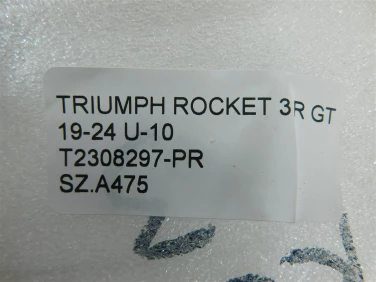 TRIUMPH ROCKET 3R GT
19-24 U-10
T2308297-PR
SZ.A475